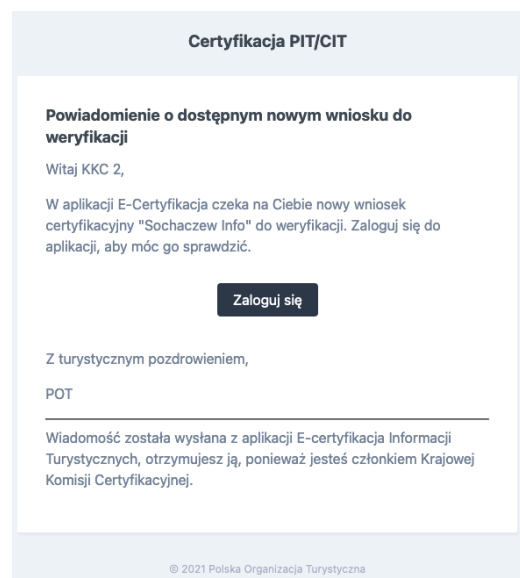 Certyfikacja PIT/CIT
Powiadomienie o dostępnym nowym wniosku do
weryfikacji
Witaj KKC 2,
W aplikacji E-Certyfikacja czeka na Ciebie nowy wniosek
certyfikacyjny "Sochaczew Info" do weryfikacji. Zaloguj się do
aplikacji, aby móc go sprawdzić.
Zaloguj się
Z turystycznym pozdrowieniem,
POT
Wiadomość została wysłana z aplikacji E-certyfikacja Informacji
Turystycznych, otrzymujesz ją, ponieważ jesteś członkiem Krajowej
Komisji Certyfikacyjnej.
© 2021 Polska Organizacja Turystyczna